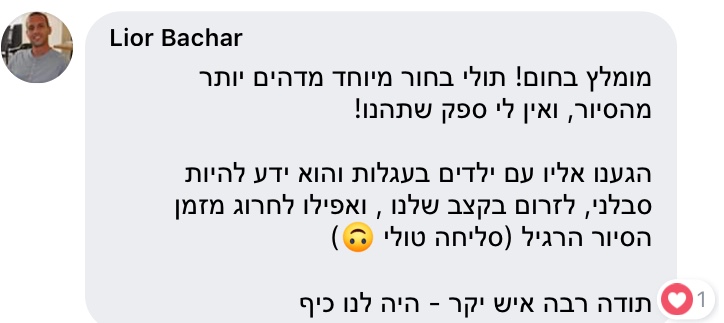 Lior Bachar
מומלץ בחום! תולי בחור מיוחד מדהים יותר
מהסיור, ואין לי ספק שתהנו!
הגענו אליו עם ילדים בעגלות והוא ידע להיות
סבלני, לזרום בקצב שלנו , ואפילו לחרוג מזמן
הסיור הרגיל (סליחה טולי 🙃)
תודה רבה איש יקר - היה לנו כיף
1